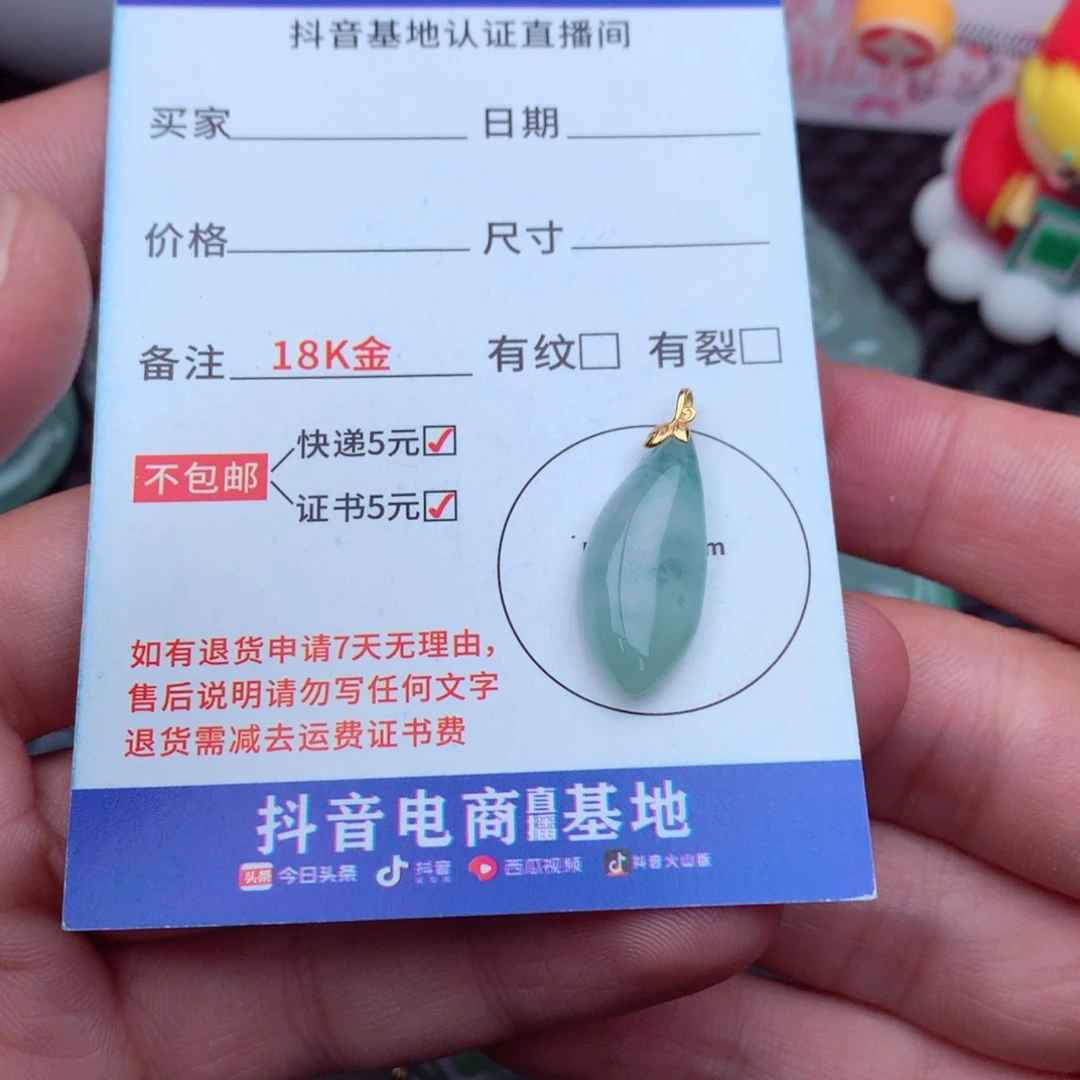 抖音基地认证直播间
买家 日期
价格 尺寸
备注 18K金 有纹 有裂
不包邮
快递5元
证书5元
m
如有退货申请7天无理由，
售后说明请勿写任何文字
退货需减去运费证书费
抖音电商直播基地
头条 今日头条 抖音 西瓜视频 抖音火山版